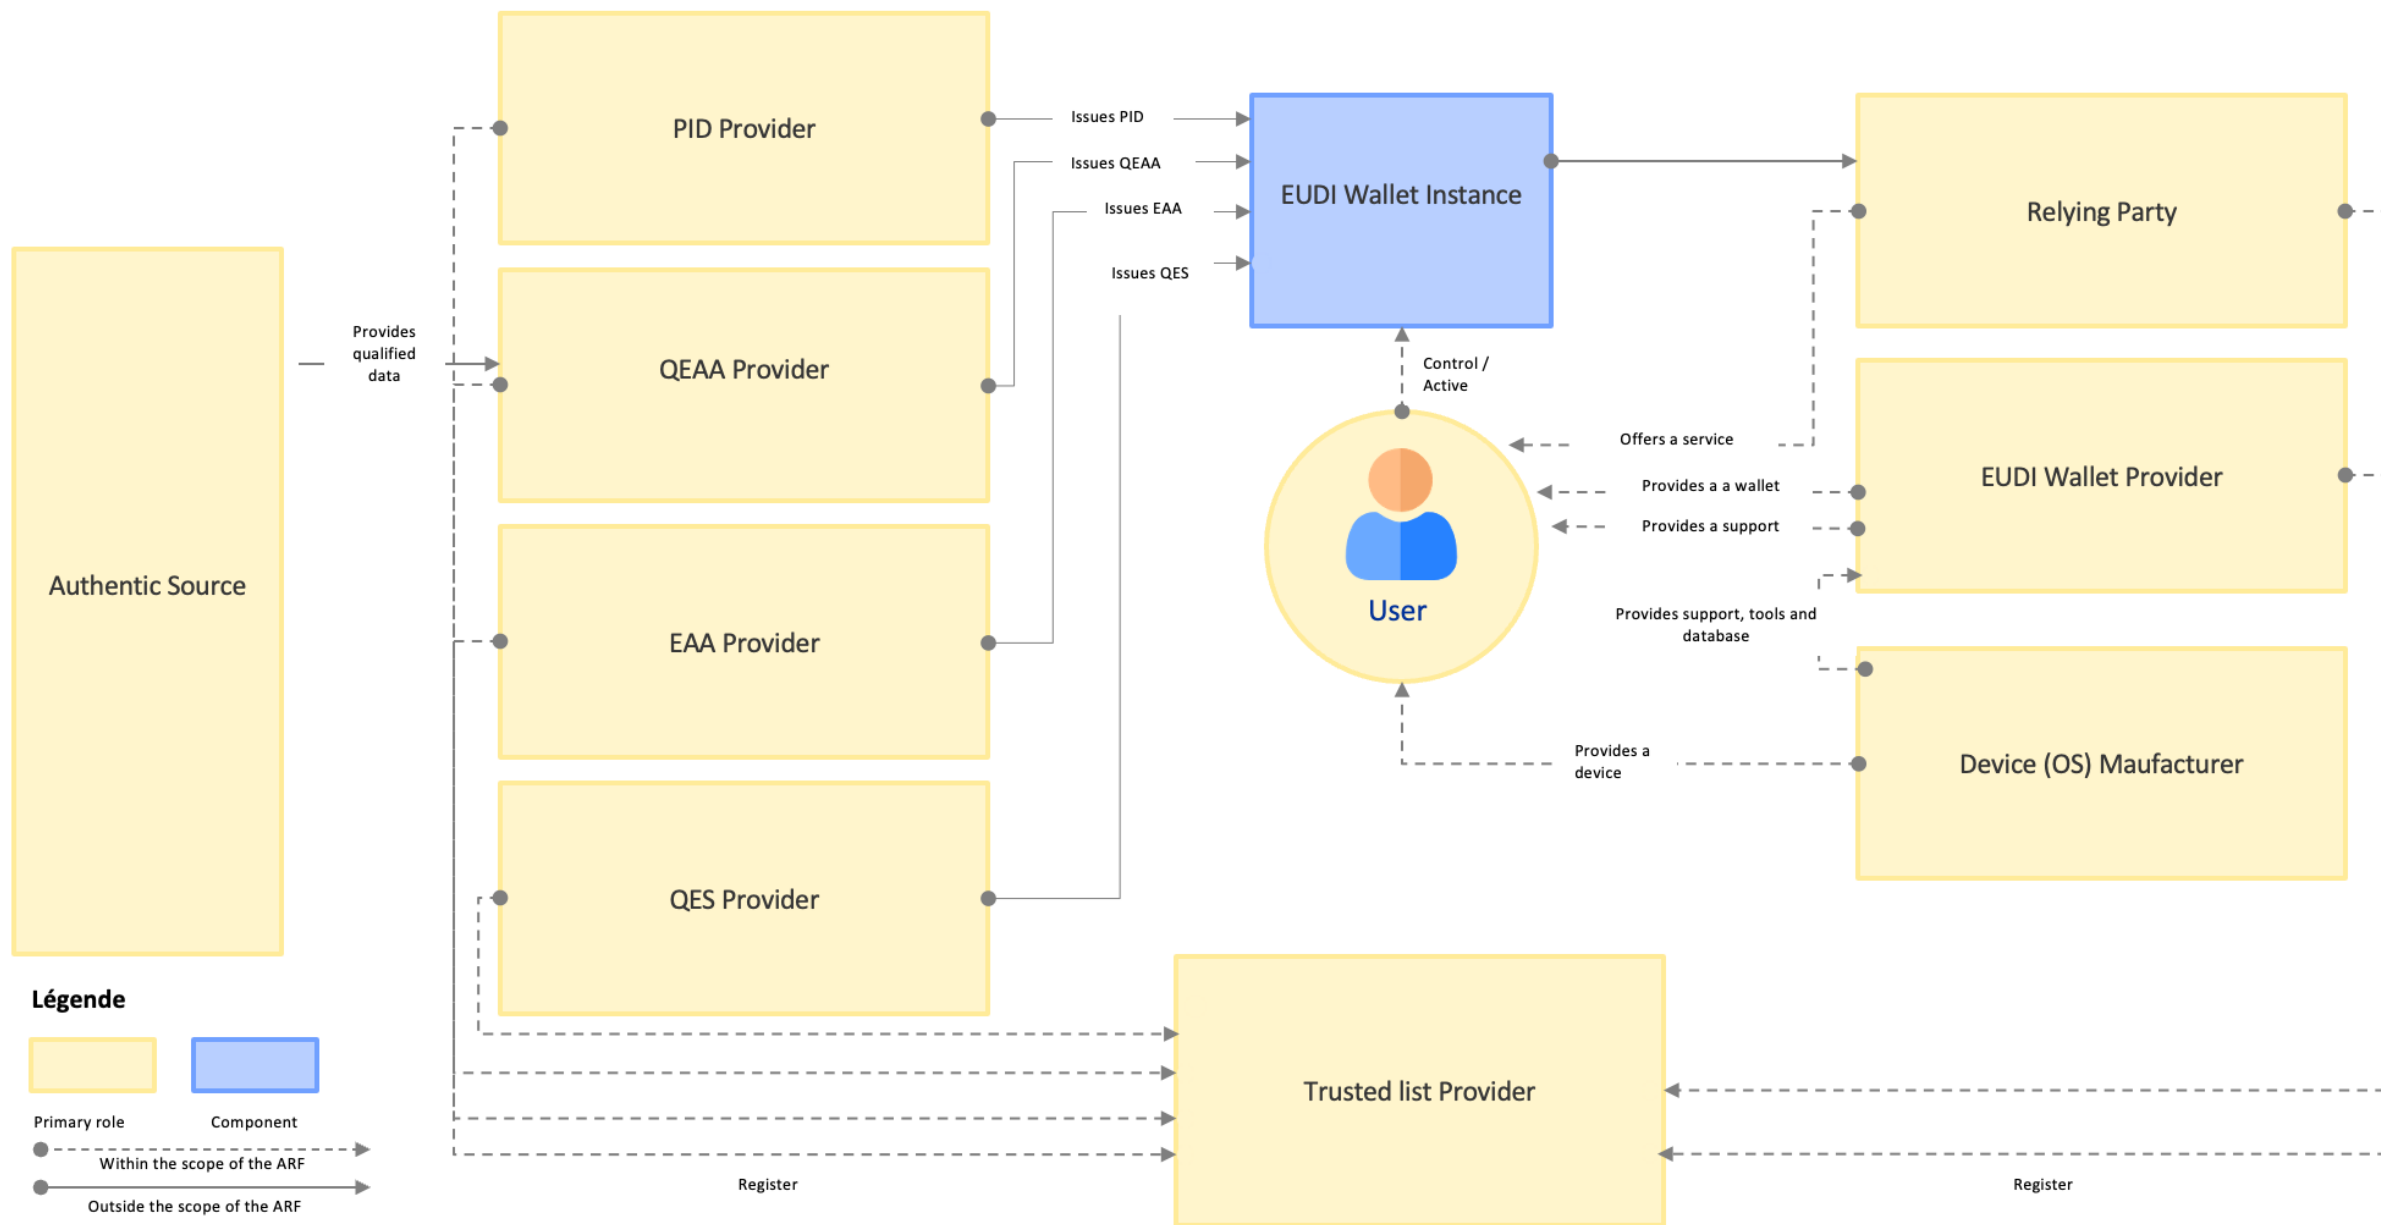 PID Provider
Issues PID
Issues QEAA
Issues EAA
Issues QES
EUDI Wallet Instance
Relying Party
Authentic Source
Provides
qualified
data
QEAA Provider
Control /
Active
Offers a service
Provides a a wallet
Provides a support
EUDI Wallet Provider
User
Provides support, tools and
database
EAA Provider
Provides a
device
Device (OS) Maufacturer
QES Provider
Légende
Primary role
Component
Within the scope of the ARF
Outside the scope of the ARF
Trusted list Provider
Register
Register